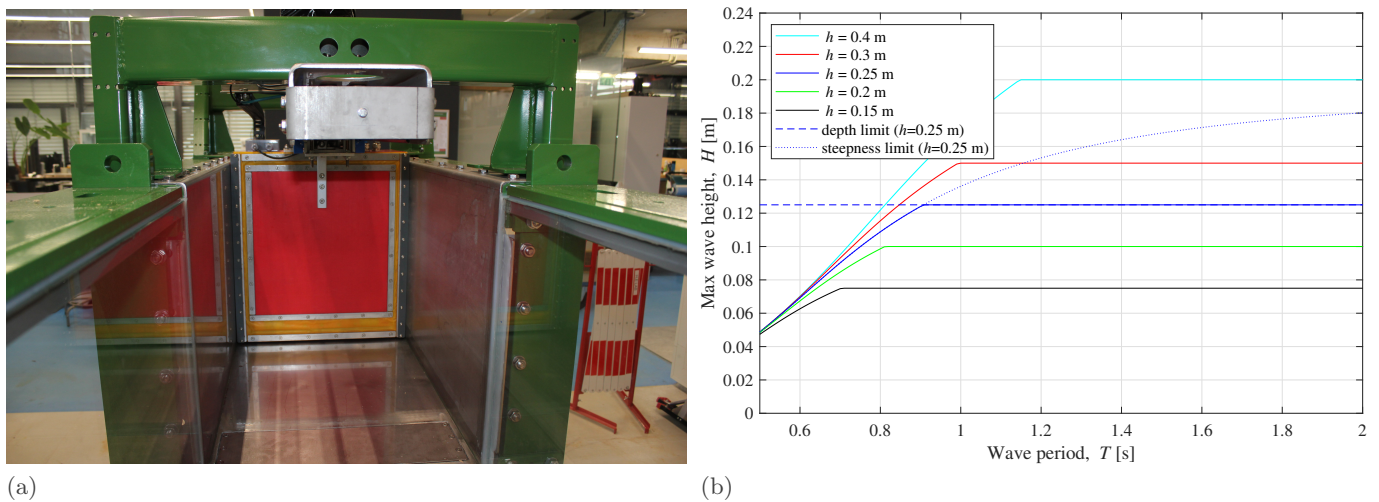 0.24
0.22
0.2
0.18
0.16
0.14
0.12
0.1
0.08
0.06
0.04
0.02
0
Max wave height, H [m]
h = 0.4 m
h = 0.3 m
h = 0.25 m
h = 0.2 m
h = 0.15 m
depth limit (h=0.25 m)
steepness limit (h=0.25 m)
0.6 0.8 1 1.2 1.4 1.6 1.8 2
Wave period, T [s]
(a) (b)